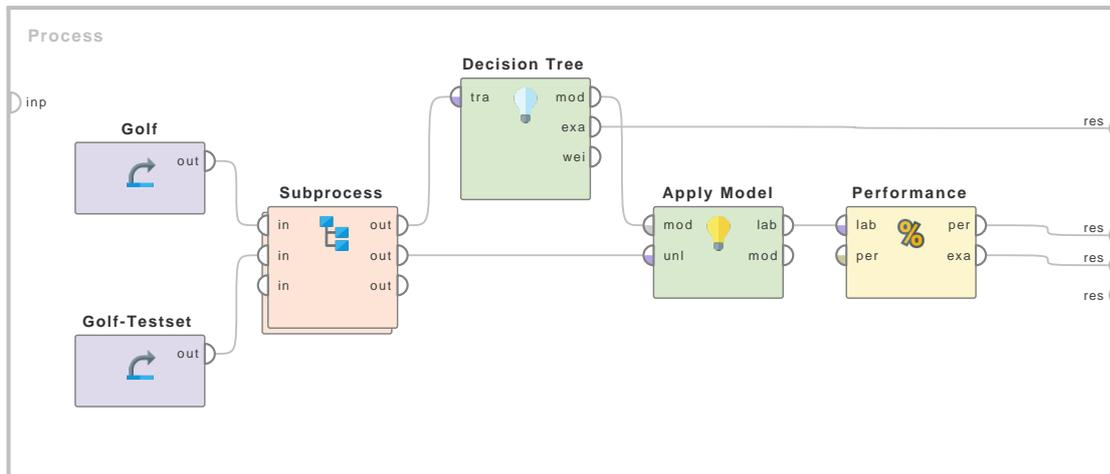 Process
inp
Golf
out
Golf-Testset
out
Subprocess
in out
in out
in out
Decision Tree
tra mod
exa
wei
Apply Model
mod lab
unl mod
Performance
lab per
per exa
res
res
res
res